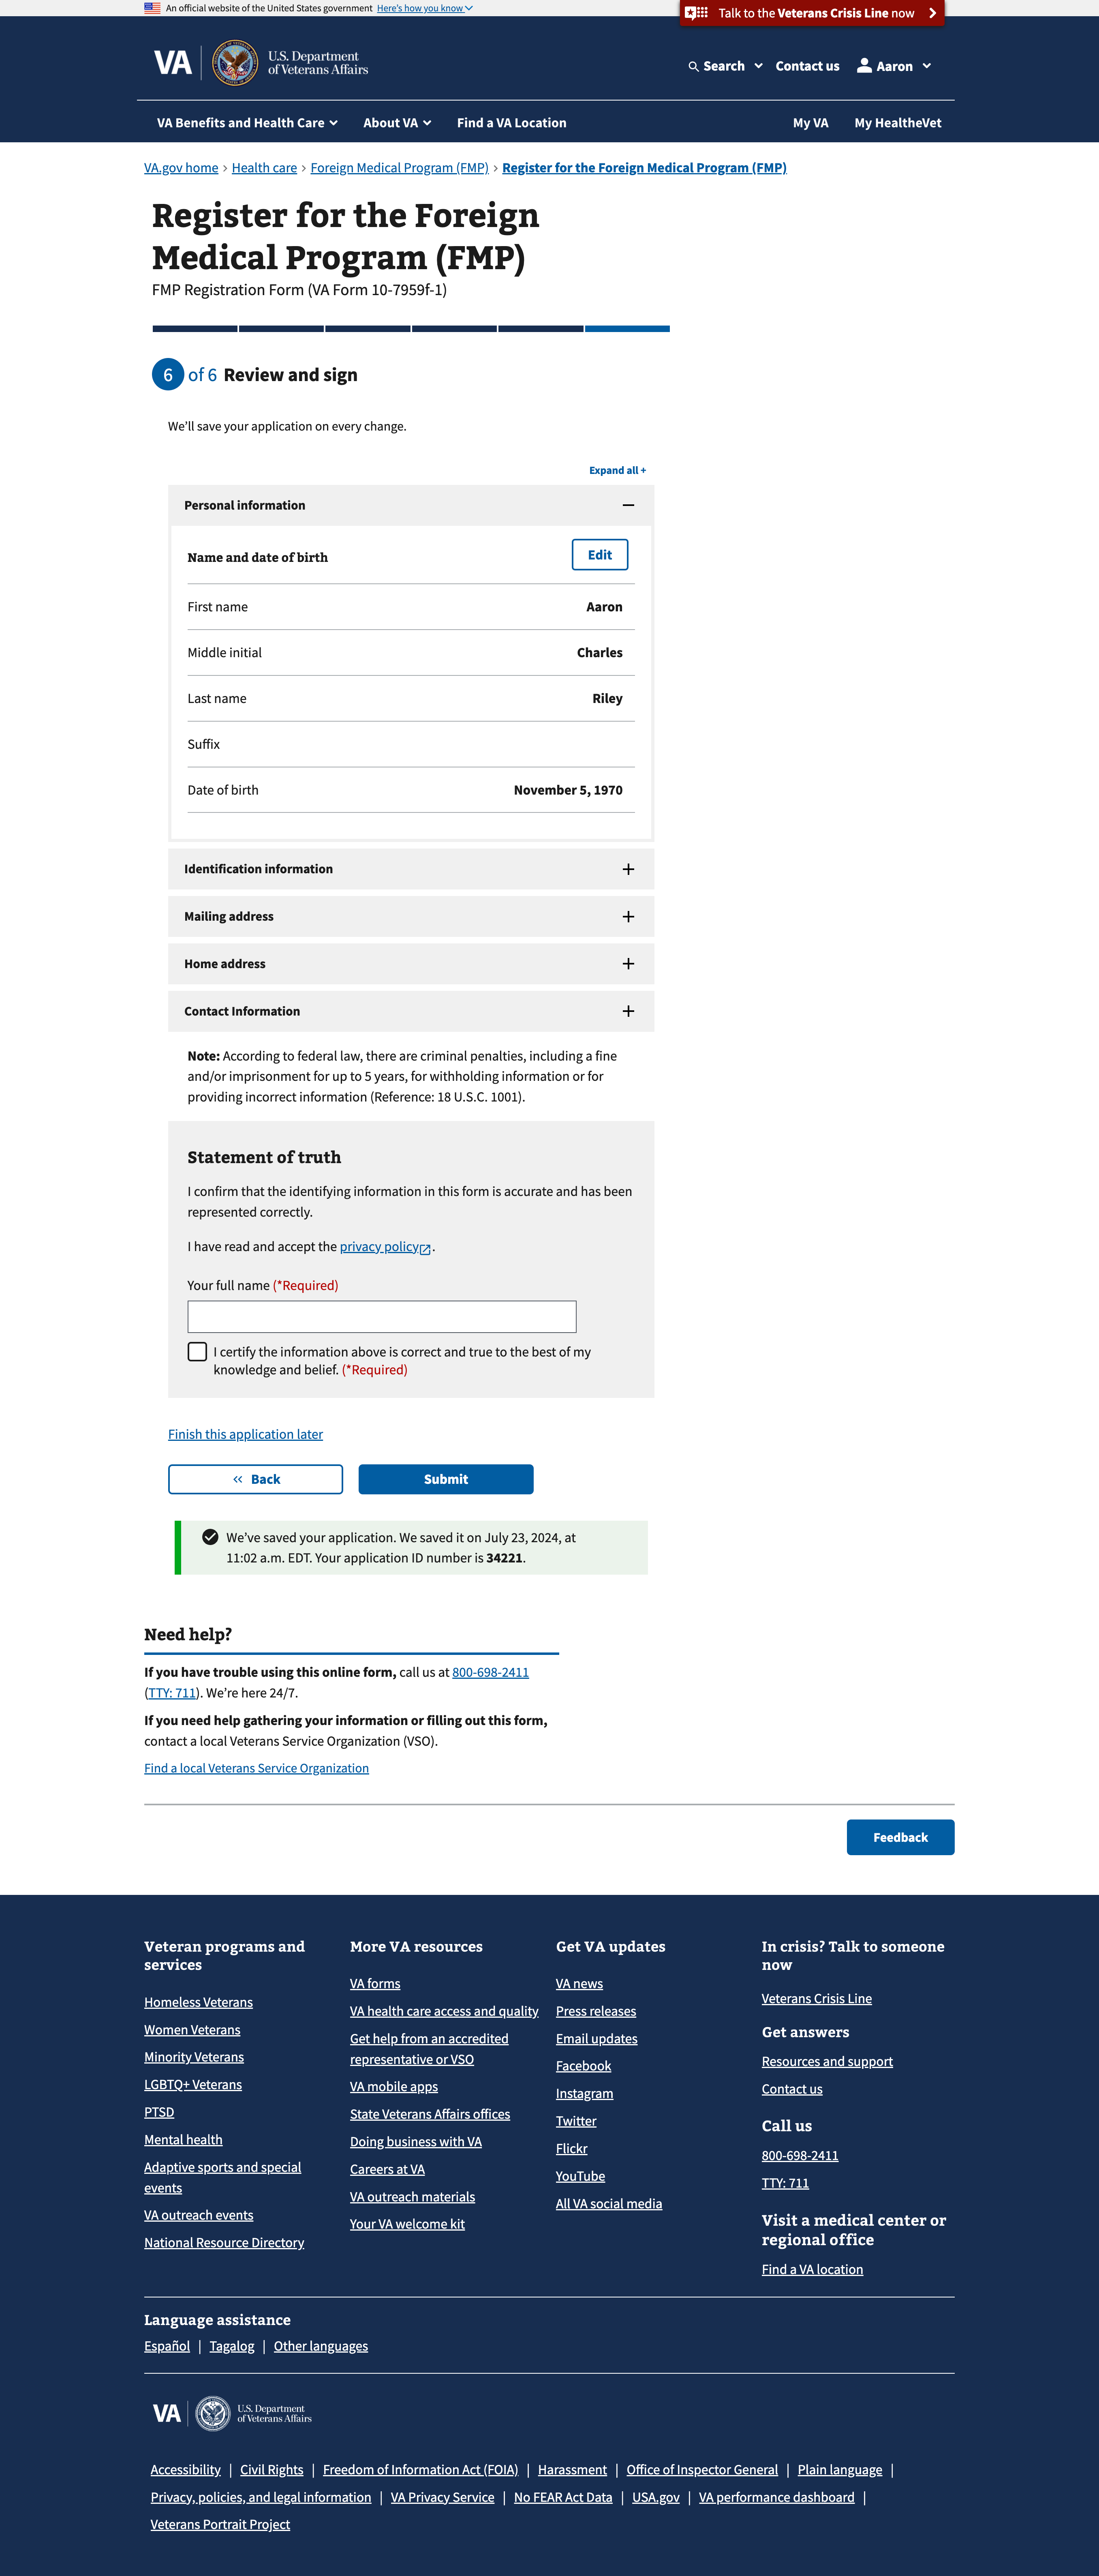 An official website of the United States government Here's how you know
Talk to the Veterans Crisis Line now
VA
U.S. Department
of Veterans Affairs
Search
Contact us
Aaron
VA Benefits and Health Care
About VA
Find a VA Location
My VA
My HealtheVet
VA.gov home › Health care › Foreign Medical Program (FMP) › Register for the Foreign Medical Program (FMP)
Register for the Foreign
Medical Program (FMP)
FMP Registration Form (VA Form 10-7959f-1)
6 of 6 Review and sign
We'll save your application on every change.
Expand all +
Personal information
Name and date of birth
Edit
First name Aaron
Middle initial Charles
Last name Riley
Suffix
Date of birth November 5, 1970
Identification information
Mailing address
Home address
Contact Information
Note: According to federal law, there are criminal penalties, including a fine
and/or imprisonment for up to 5 years, for withholding information or for
providing incorrect information (Reference: 18 U.S.C. 1001).
Statement of truth
I confirm that the identifying information in this form is accurate and has been
represented correctly.
I have read and accept the privacy policy.
Your full name (*Required)
I certify the information above is correct and true to the best of my
knowledge and belief. (*Required)
Finish this application later
« Back
Submit
We've saved your application. We saved it on July 23, 2024, at
11:02 a.m. EDT. Your application ID number is 34221.
Need help?
If you have trouble using this online form, call us at 800-698-2411
(TTY: 711). We're here 24/7.
If you need help gathering your information or filling out this form,
contact a local Veterans Service Organization (VSO).
Find a local Veterans Service Organization
Feedback
Veteran programs and
services
Homeless Veterans
Women Veterans
Minority Veterans
LGBTQ+ Veterans
PTSD
Mental health
Adaptive sports and special
events
VA outreach events
National Resource Directory
More VA resources
VA forms
VA health care access and quality
Get help from an accredited
representative or VSO
VA mobile apps
State Veterans Affairs offices
Doing business with VA
Careers at VA
VA outreach materials
Your VA welcome kit
Get VA updates
VA news
Press releases
Email updates
Facebook
Instagram
Twitter
Flickr
YouTube
All VA social media
In crisis? Talk to someone
now
Veterans Crisis Line
Get answers
Resources and support
Contact us
Call us
800-698-2411
TTY: 711
Visit a medical center or
regional office
Find a VA location
Language assistance
Español | Tagalog | Other languages
VA
U.S. Department
of Veterans Affairs
Accessibility | Civil Rights | Freedom of Information Act (FOIA) | Harassment | Office of Inspector General | Plain language |
Privacy, policies, and legal information | VA Privacy Service | No FEAR Act Data | USA.gov | VA performance dashboard |
Veterans Portrait Project